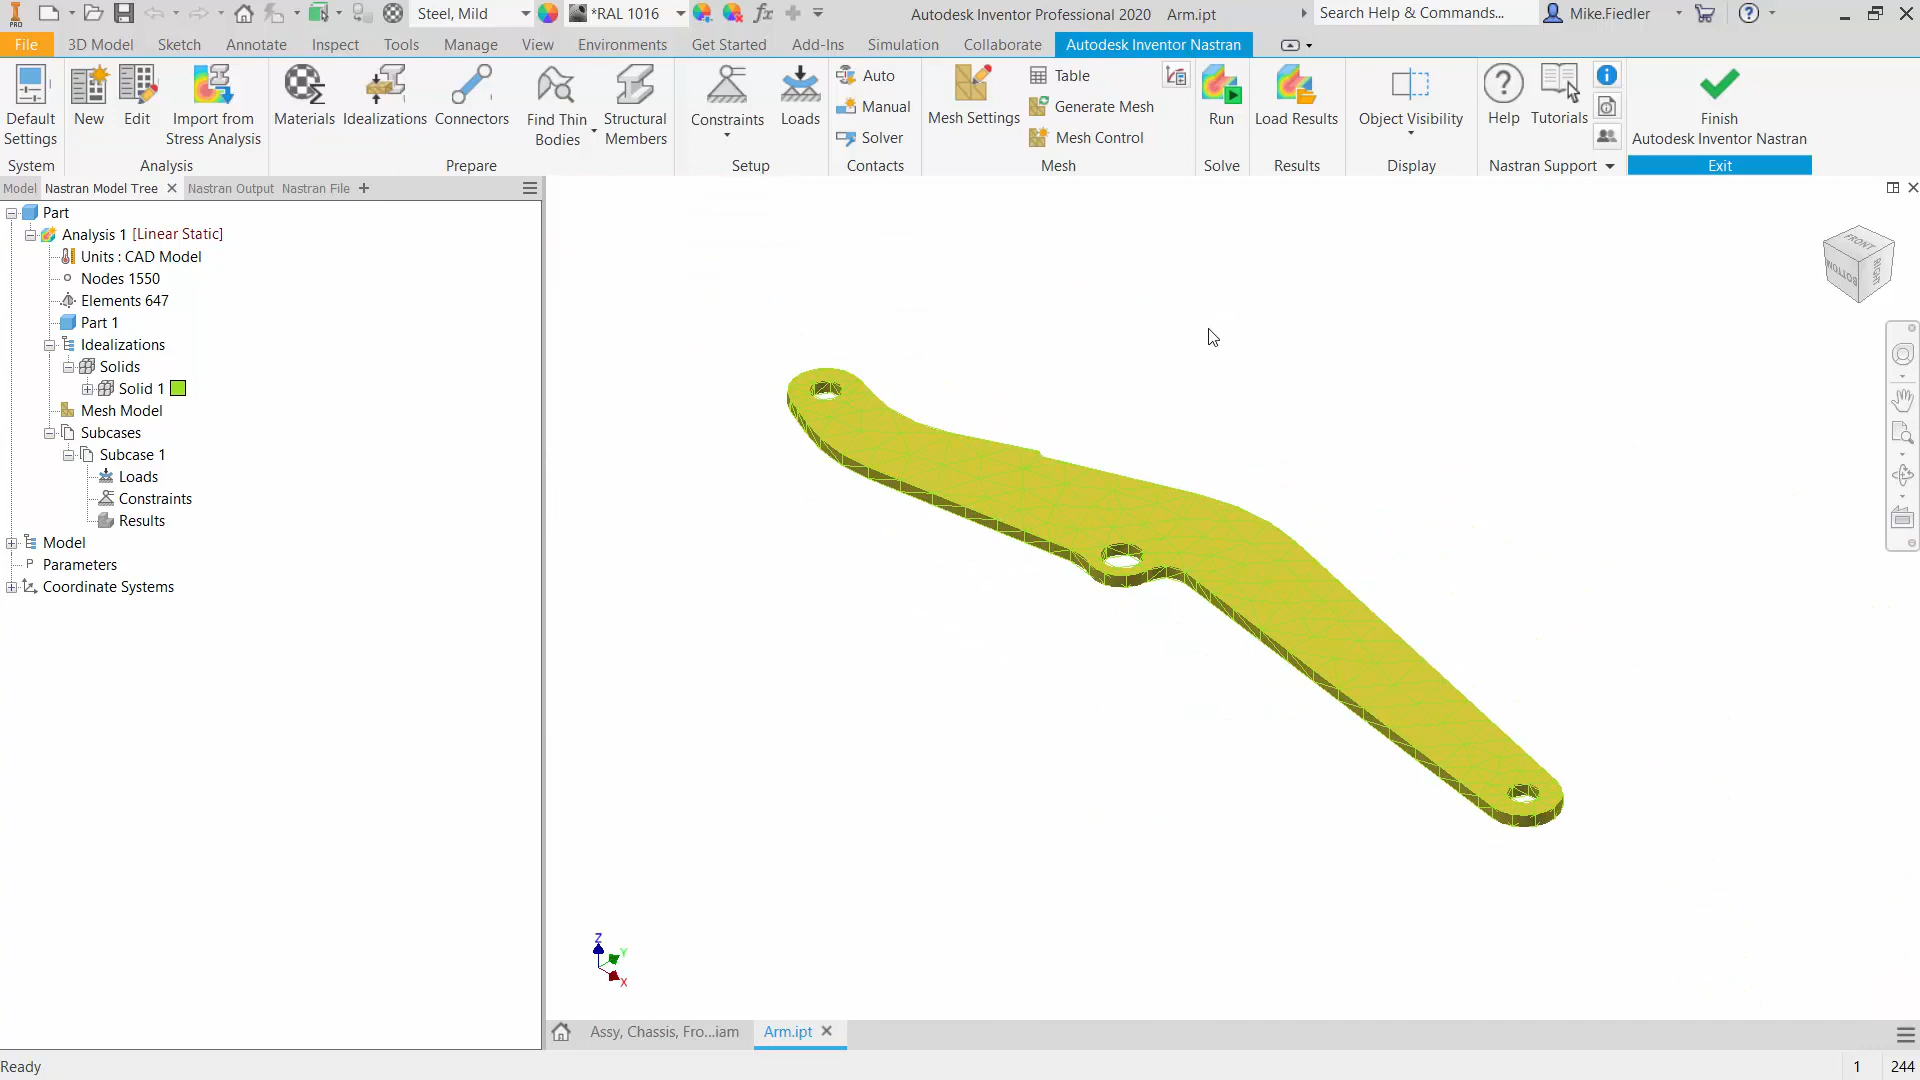 PRO
Steel, Mild
*RAL 1016
Autodesk Inventor Professional 2020 Arm.ipt
Search Help & Commands...
Mike.Fiedler
File
3D Model
Sketch
Annotate
Inspect
Tools
Manage
View
Environments
Get Started
Add-Ins
Simulation
Collaborate
Autodesk Inventor Nastran
Default
Settings
System
New
Edit
Import from
Stress Analysis
Analysis
Materials
Idealizations
Connectors
Find Thin
Bodies
Structural
Members
Prepare
Constraints
Loads
Setup
Auto
Manual
Solver
Contacts
Mesh Settings
Table
Generate Mesh
Mesh Control
Mesh
Run
Solve
Load Results
Results
Object Visibility
Display
Help
Tutorials
Nastran Support
Finish
Autodesk Inventor Nastran
Exit
Model
Nastran Model Tree
Nastran Output
Nastran File
Part
Analysis 1 [Linear Static]
Units : CAD Model
Nodes 1550
Elements 647
Part 1
Idealizations
Solids
Solid 1
Mesh Model
Subcases
Subcase 1
Loads
Constraints
Results
Model
P Parameters
Coordinate Systems
FRONT
BOTTOM
RIGHT
Z
Y
X
Assy, Chassis, Fro...iam
Arm.ipt
Ready
1
244